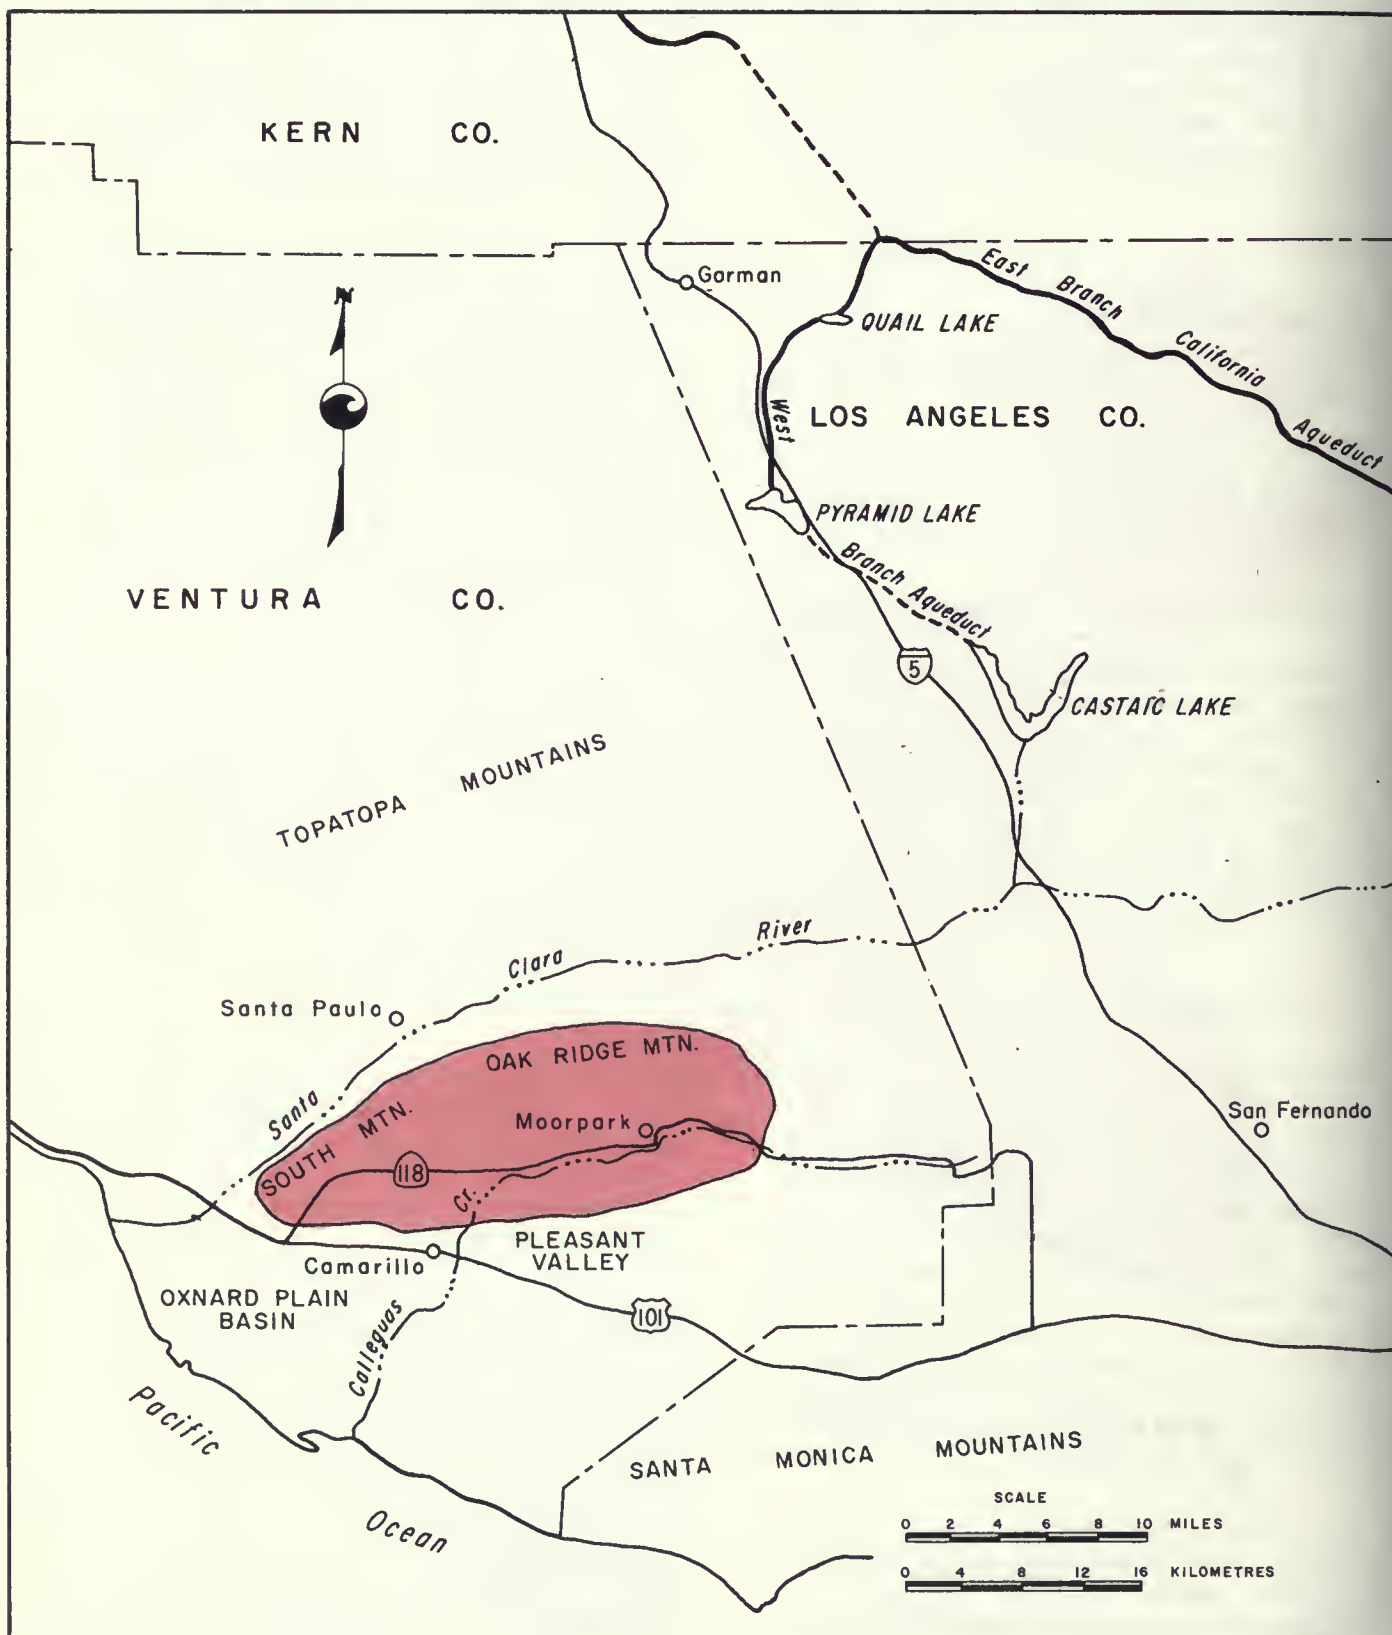 KERN CO.
N
Gorman
East Branch California Aqueduct
QUAIL LAKE
West
LOS ANGELES CO.
PYRAMID LAKE
Branch Aqueduct
VENTURA CO.
5
CASTAIC LAKE
TOPATOPA MOUNTAINS
Santa Clara River
Santa Paula
OAK RIDGE MTN.
SOUTH MTN.
Moorpark
San Fernando
118
Calleguas Cr.
PLEASANT
VALLEY
Camarillo
OXNARD PLAIN
BASIN
101
Pacific Ocean
SANTA MONICA MOUNTAINS
SCALE
0 2 4 6 8 10 MILES
0 4 8 12 16 KILOMETRES